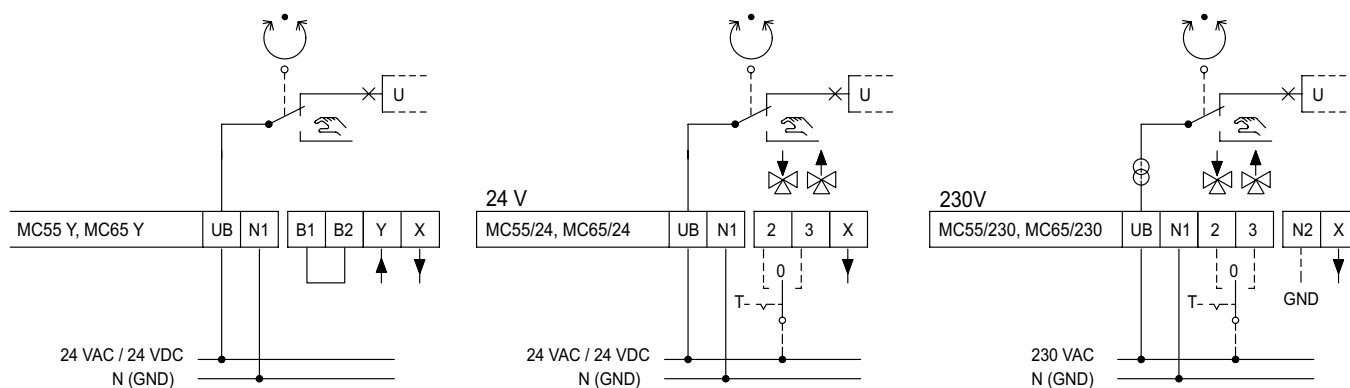 U
MC55 Y, MC65 Y
UB
N1
B1
B2
Y
X
24 VAC / 24 VDC
N (GND)
U
24 V
MC55/24, MC65/24
UB
N1
2
3
X
0
T
24 VAC / 24 VDC
N (GND)
U
230V
MC55/230, MC65/230
UB
N1
2
3
N2
X
0
T
GND
230 VAC
N (GND)